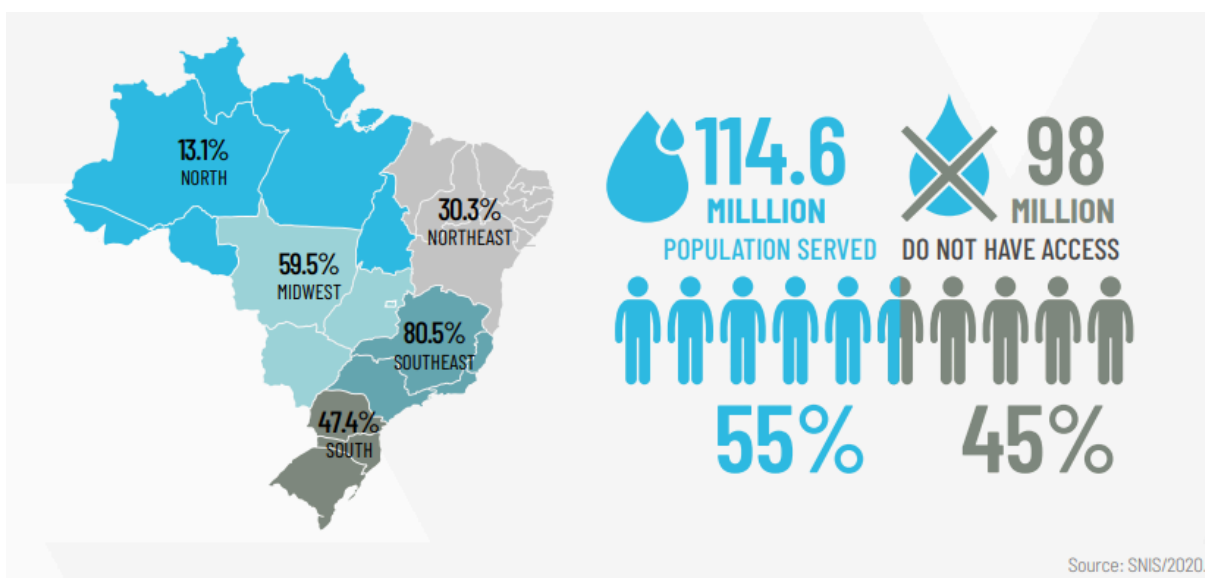 13.1%
NORTH
30.3%
NORTHEAST
59.5%
MIDWEST
80.5%
SOUTHEAST
47.4%
SOUTH
114.6
MILLLION
POPULATION SERVED
98
MILLION
DO NOT HAVE ACCESS
55%
45%
Source: SNIS/2020.